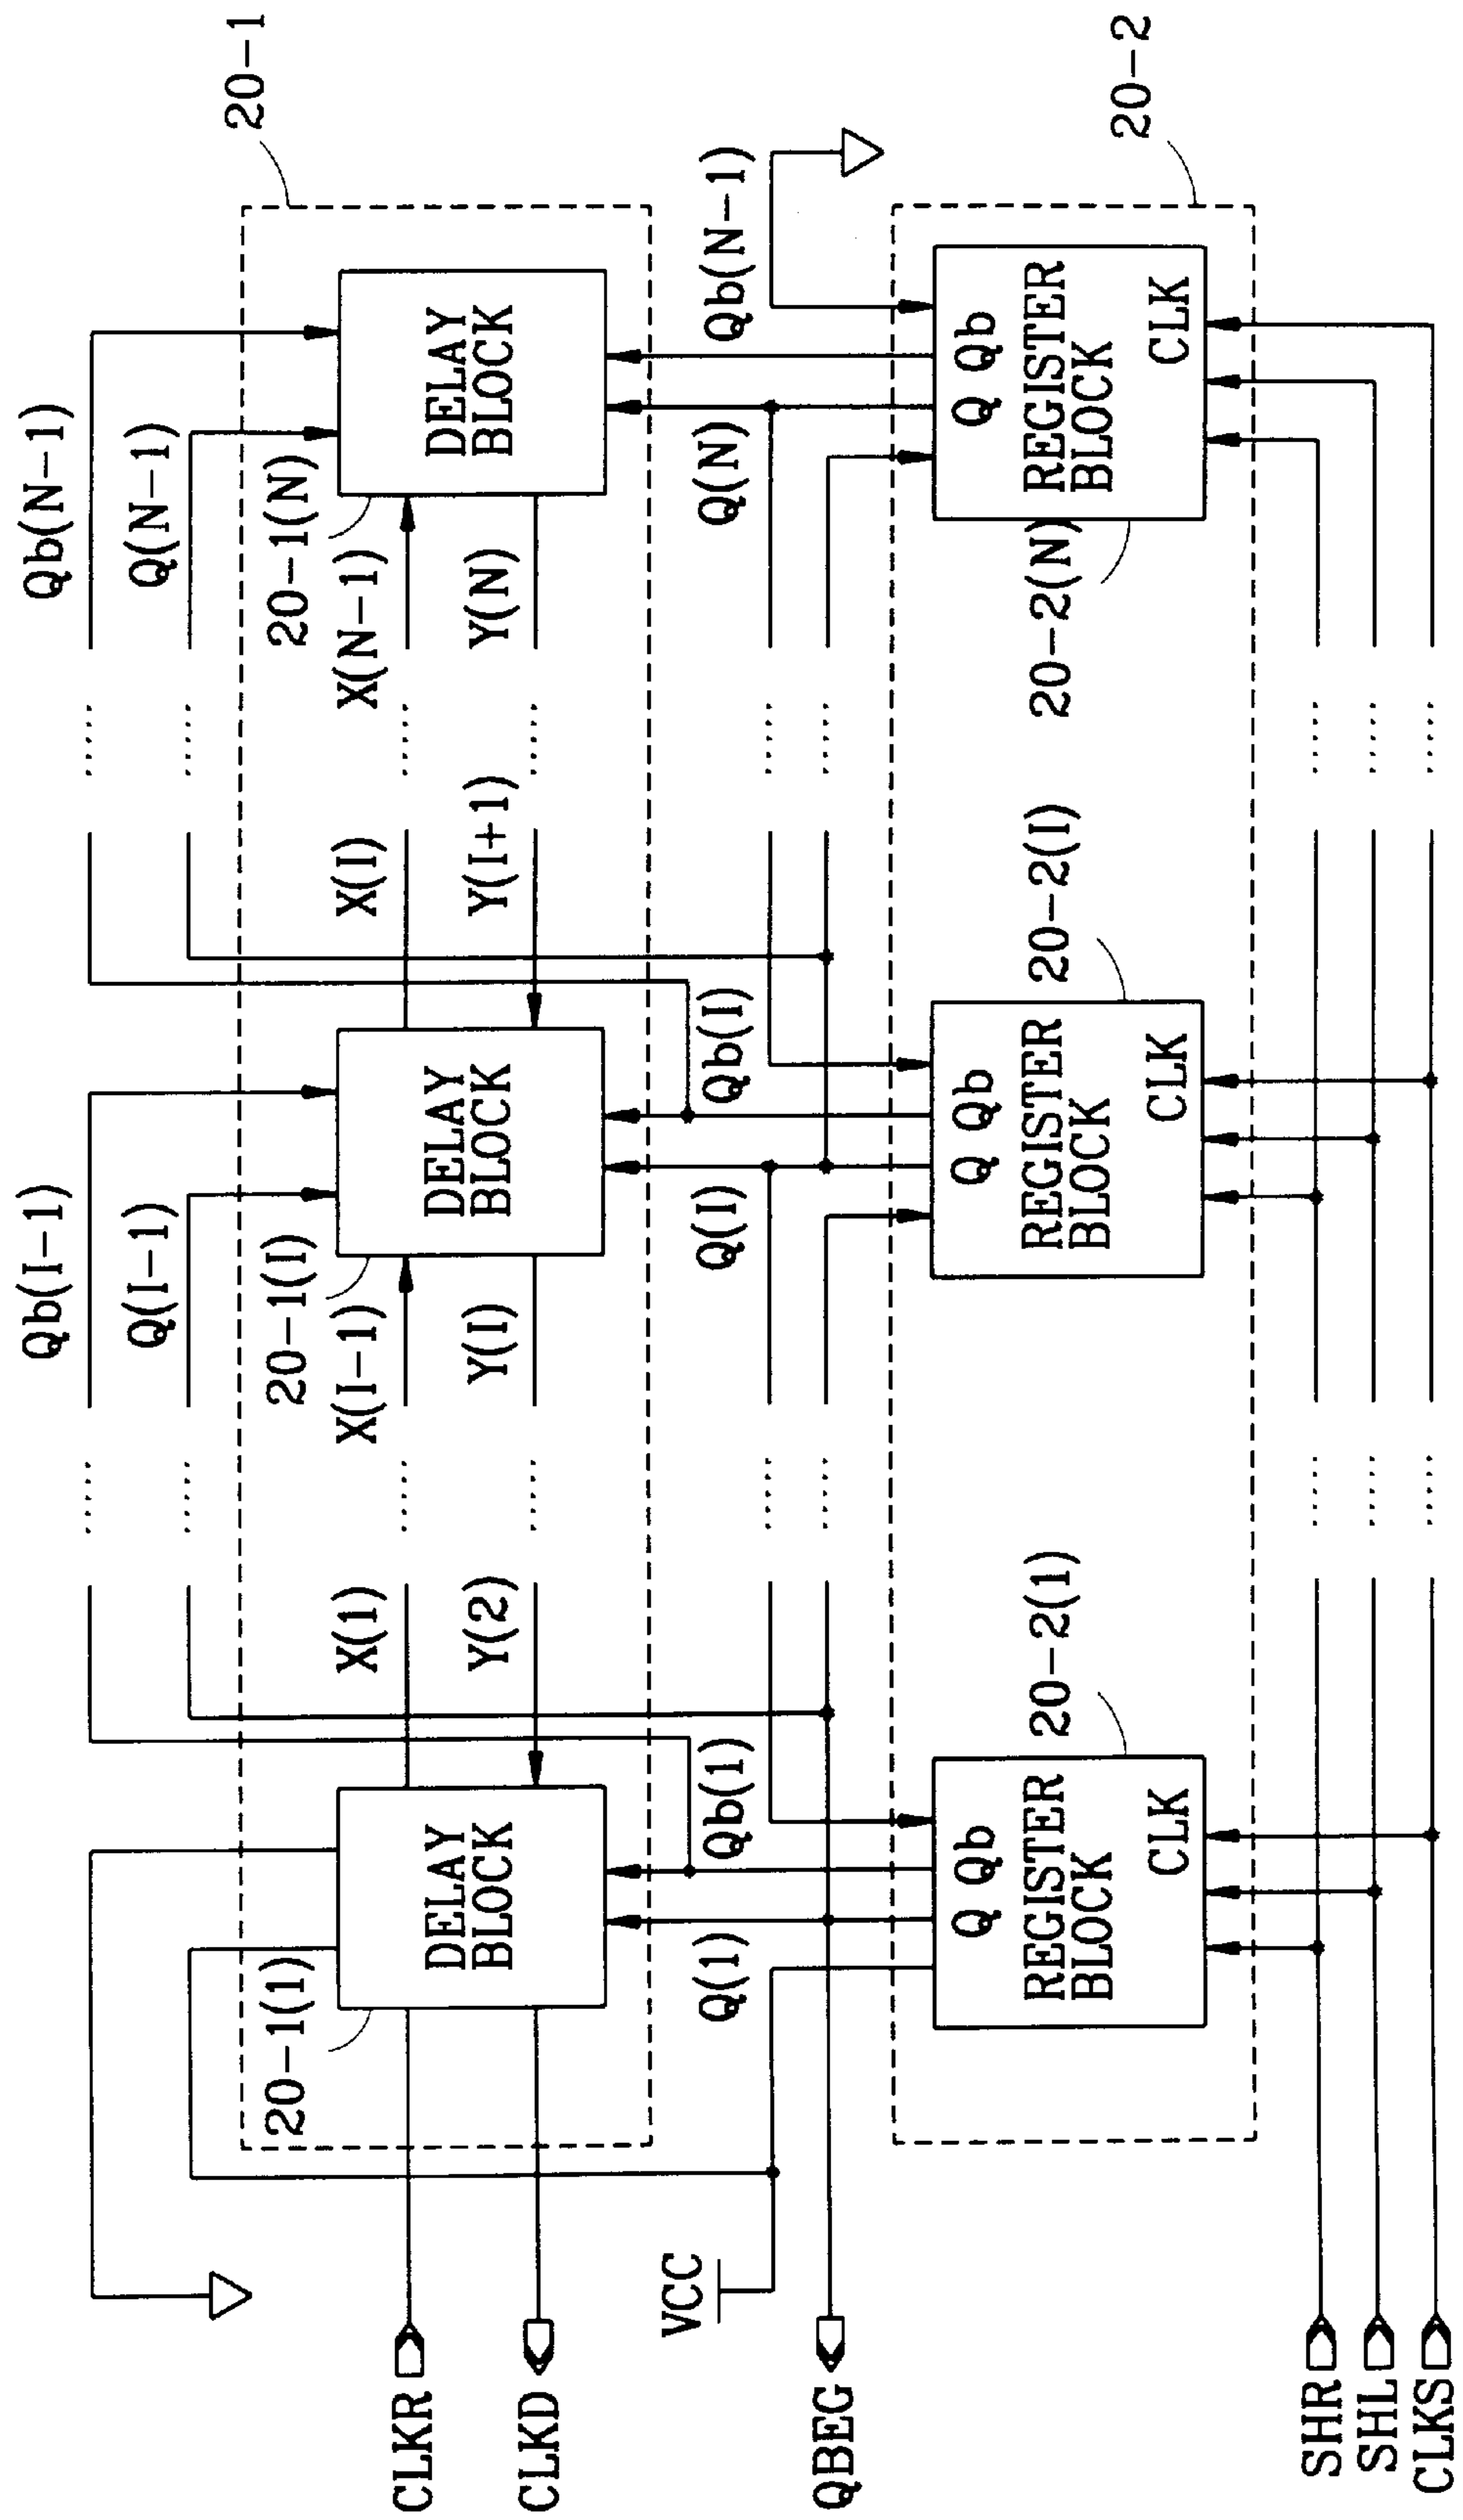 20-1
Qb(I-1)
Qb(N-1)
Q(I-1)
Q(N-1)
20-1(1)
20-1(I)
20-1(N)
X(1)
X(I-1)
X(I)
X(N-1)
CLKR
DELAY
BLOCK
DELAY
BLOCK
DELAY
BLOCK
Y(2)
Y(I)
Y(I+1)
Y(N)
CLKD
VCC
Q(1)
Qb(1)
Q(I)
Qb(I)
Q(N)
Qb(N-1)
QBEG
20-2
Q Qb
REGISTER
BLOCK
CLK
20-2(1)
Q Qb
REGISTER
BLOCK
CLK
20-2(I)
20-2(N)
Q Qb
REGISTER
BLOCK
CLK
SHR
SHL
CLKS